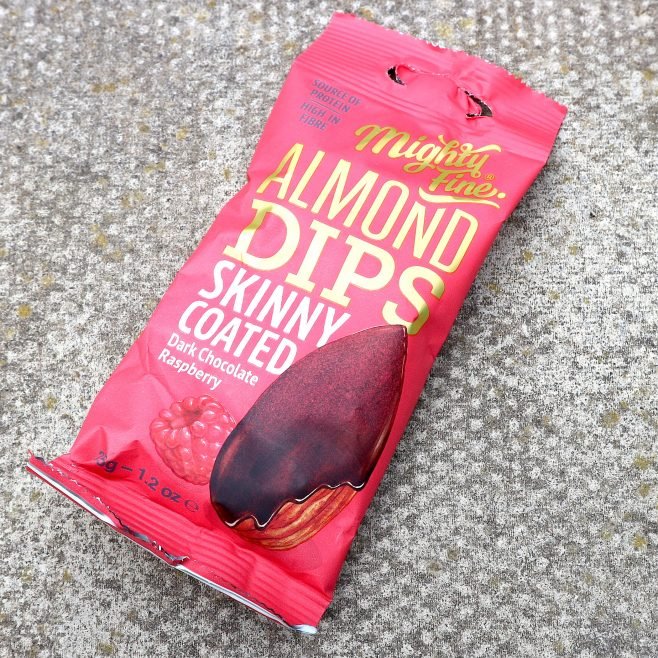 SOURCE OF
PROTEIN
HIGH IN
FIBRE
Mighty
Fine®.
ALMOND
DIPS
SKINNY
COATED
Dark Chocolate
Raspberry
1.2 oz ℮